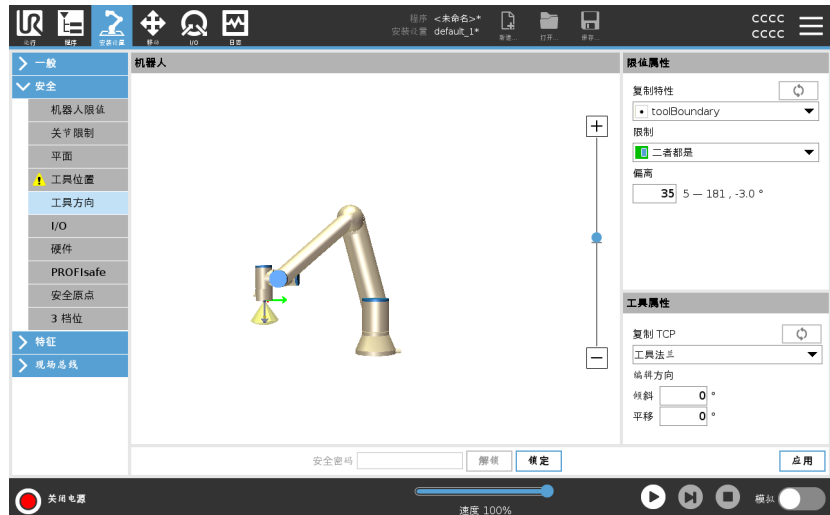 运行 程序 安装设置 移动 I/O 日志
程序 <未命名>*
安装设置 default_1*
新建... 打开... 保存...
cccc
cccc
一般
安全
机器人限值
关节限制
平面
工具位置
工具方向
I/O
硬件
PROFIsafe
安全原点
3 档位
特征
现场总线
机器人
限值属性
复制特性
toolBoundary
限制
二者都是
偏离
35 5 — 181 , -3.0 °
工具属性
复制 TCP
工具法兰
编辑方向
倾斜 0 °
平移 0 °
安全密码 解锁 锁定 应用
关闭电源
速度 100%
模拟